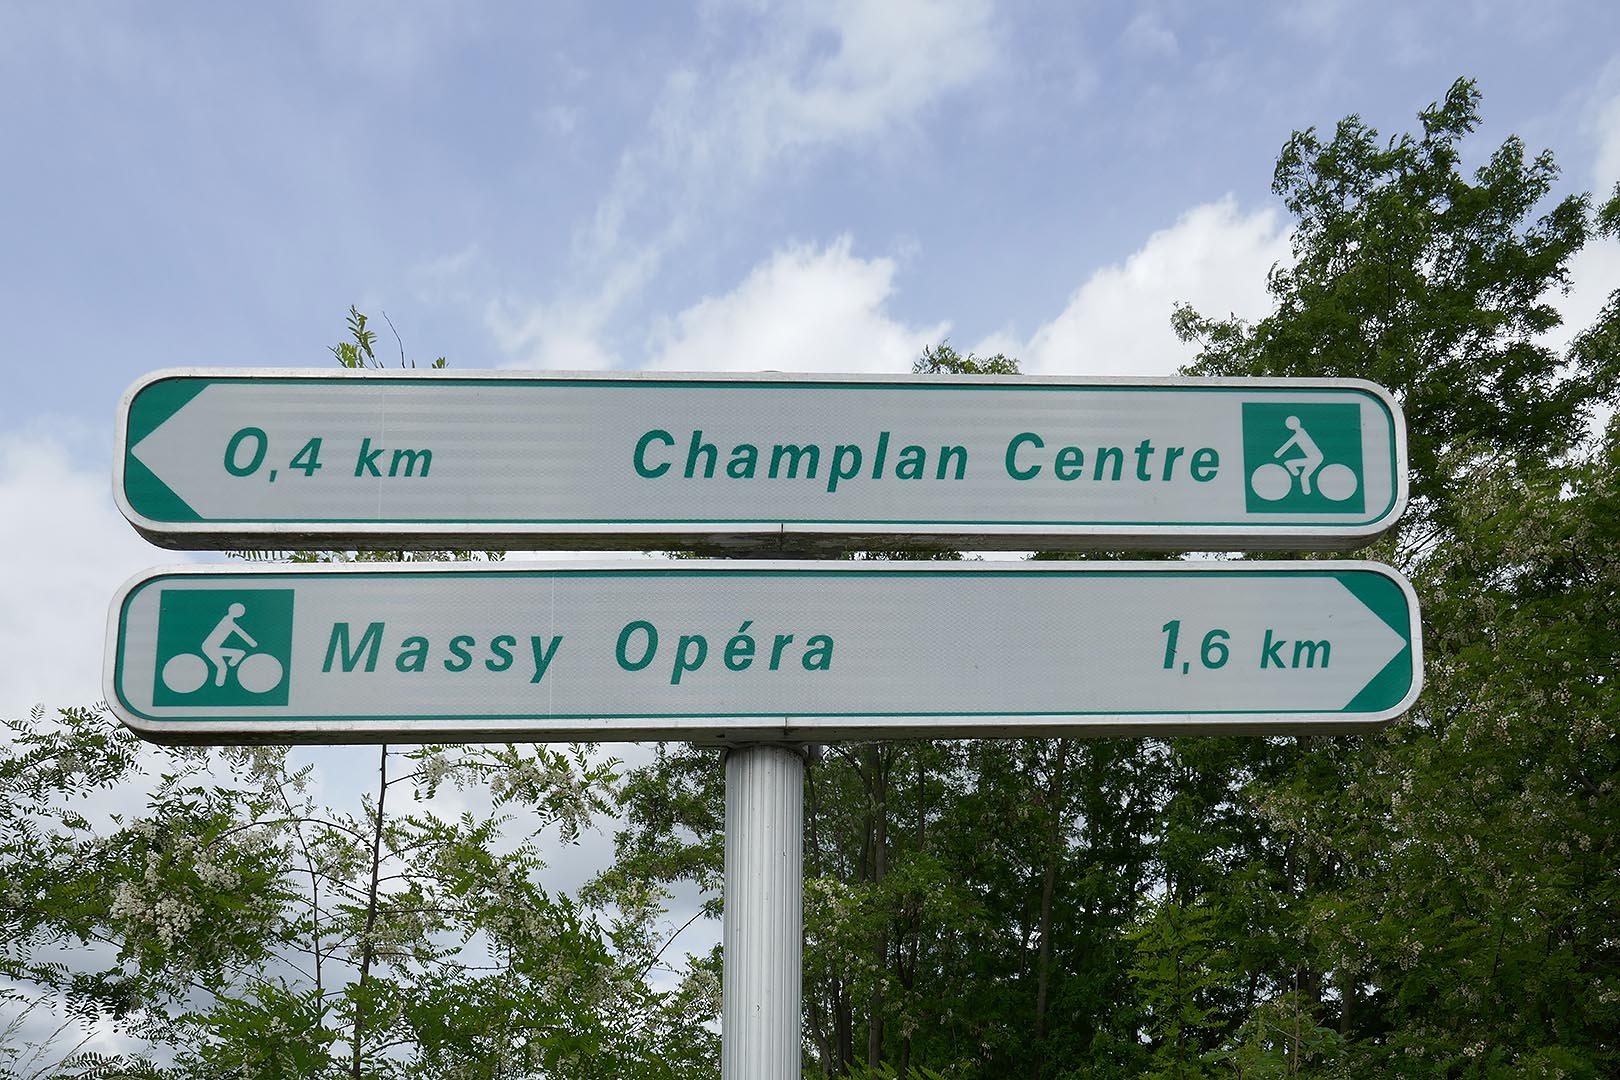 0,4 km Champlan Centre
Massy Opéra 1,6 km